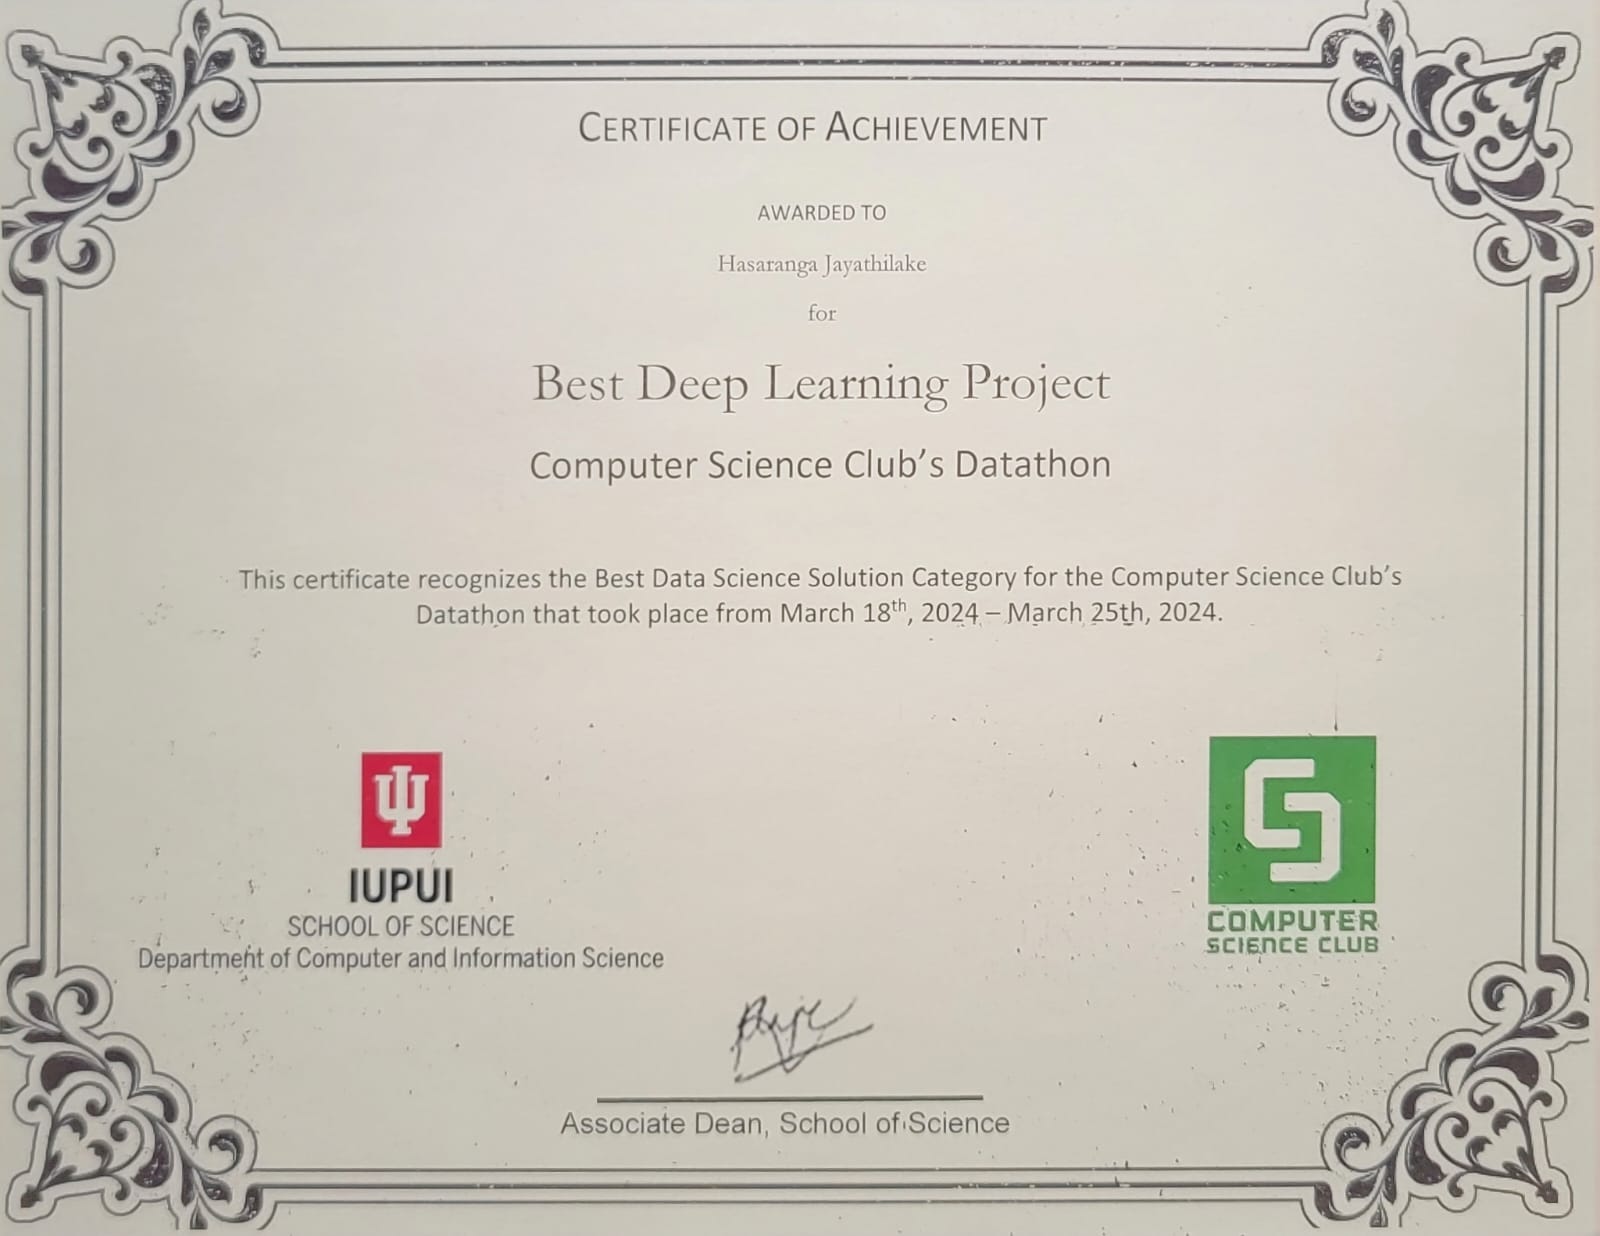 CERTIFICATE OF ACHIEVEMENT
AWARDED TO
Hasaranga Jayathilake
for
Best Deep Learning Project
Computer Science Club’s Datathon
This certificate recognizes the Best Data Science Solution Category for the Computer Science Club’s
Datathon that took place from March 18th, 2024 – March 25th, 2024.
IUPUI
SCHOOL OF SCIENCE
Department of Computer and Information Science
COMPUTER
SCIENCE CLUB
Associate Dean, School of Science